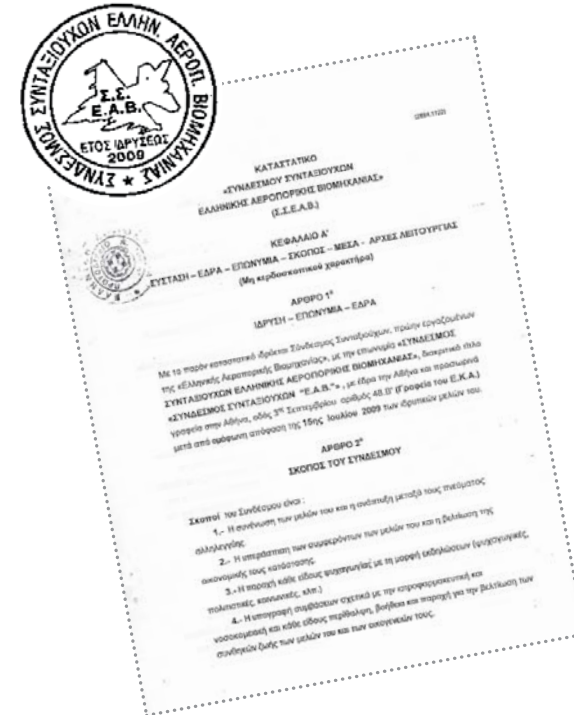 ΣΥΝΔΕΣΜΟΣ ΣΥΝΤΑΞΙΟΥΧΩΝ ΕΛΛΗΝ. ΑΕΡΟΠ. ΒΙΟΜΗΧΑΝΙΑΣ
Σ.Σ.
Ε.Α.Β.
ΕΤΟΣ ΙΔΡΥΣΕΩΣ
2009
ΚΑΤΑΣΤΑΤΙΚΟ
«ΣΥΝΔΕΣΜΟΥ ΣΥΝΤΑΞΙΟΥΧΩΝ
ΕΛΛΗΝΙΚΗΣ ΑΕΡΟΠΟΡΙΚΗΣ ΒΙΟΜΗΧΑΝΙΑΣ»
(Σ.Σ.Ε.Α.Β.)
ΚΕΦΑΛΑΙΟ Α'
ΣΥΣΤΑΣΗ – ΕΔΡΑ – ΕΠΩΝΥΜΙΑ – ΣΚΟΠΟΣ – ΜΕΣΑ - ΑΡΧΕΣ ΛΕΙΤΟΥΡΓΙΑΣ
(Μη κερδοσκοπικού χαρακτήρα)
ΑΡΘΡΟ 1º
ΙΔΡΥΣΗ – ΕΠΩΝΥΜΙΑ – ΕΔΡΑ
Με το παρόν καταστατικό ιδρύεται Σύνδεσμος Συνταξιούχων, πρώην εργαζομένων
της «Ελληνικής Αεροπορικής Βιομηχανίας», με την επωνυμία «ΣΥΝΔΕΣΜΟΣ
ΣΥΝΤΑΞΙΟΥΧΩΝ ΕΛΛΗΝΙΚΗΣ ΑΕΡΟΠΟΡΙΚΗΣ ΒΙΟΜΗΧΑΝΙΑΣ», διακριτικό τίτλο
«ΣΥΝΔΕΣΜΟΣ ΣΥΝΤΑΞΙΟΥΧΩΝ "Ε.Α.Β."» , με έδρα την Αθήνα και προσωρινά
γραφεία στην Αθήνα, οδός 3ης Σεπτεμβρίου αριθμός 48.Β' (Γραφεία του Ε.Κ.Α.)
μετά από ομόφωνη απόφαση της 15ης Ιουλίου 2009 των ιδρυτικών μελών του.
ΑΡΘΡΟ 2º
ΣΚΟΠΟΣ ΤΟΥ ΣΥΝΔΕΣΜΟΥ
Σκοποί του Συνδέσμου είναι :
1.- Η συνένωση των μελών του και η ανάπτυξη μεταξύ τους πνεύματος
αλληλεγγύης.
2.- Η υπεράσπιση των συμφερόντων των μελών του και η βελτίωση της
οικονομικής τους κατάστασης.
3.- Η παροχή κάθε είδους ψυχαγωγίας με τη μορφή εκδηλώσεων (ψυχαγωγικές,
πολιτιστικές, κοινωνικές, κλπ.)
4.- Η υπογραφή συμβάσεων σχετικά με την ιατροφαρμακευτική και
νοσοκομειακή και κάθε είδους περίθαλψη, βοήθεια και παροχή για την βελτίωση των
συνθηκών ζωής των μελών του και των οικογενειών τους.